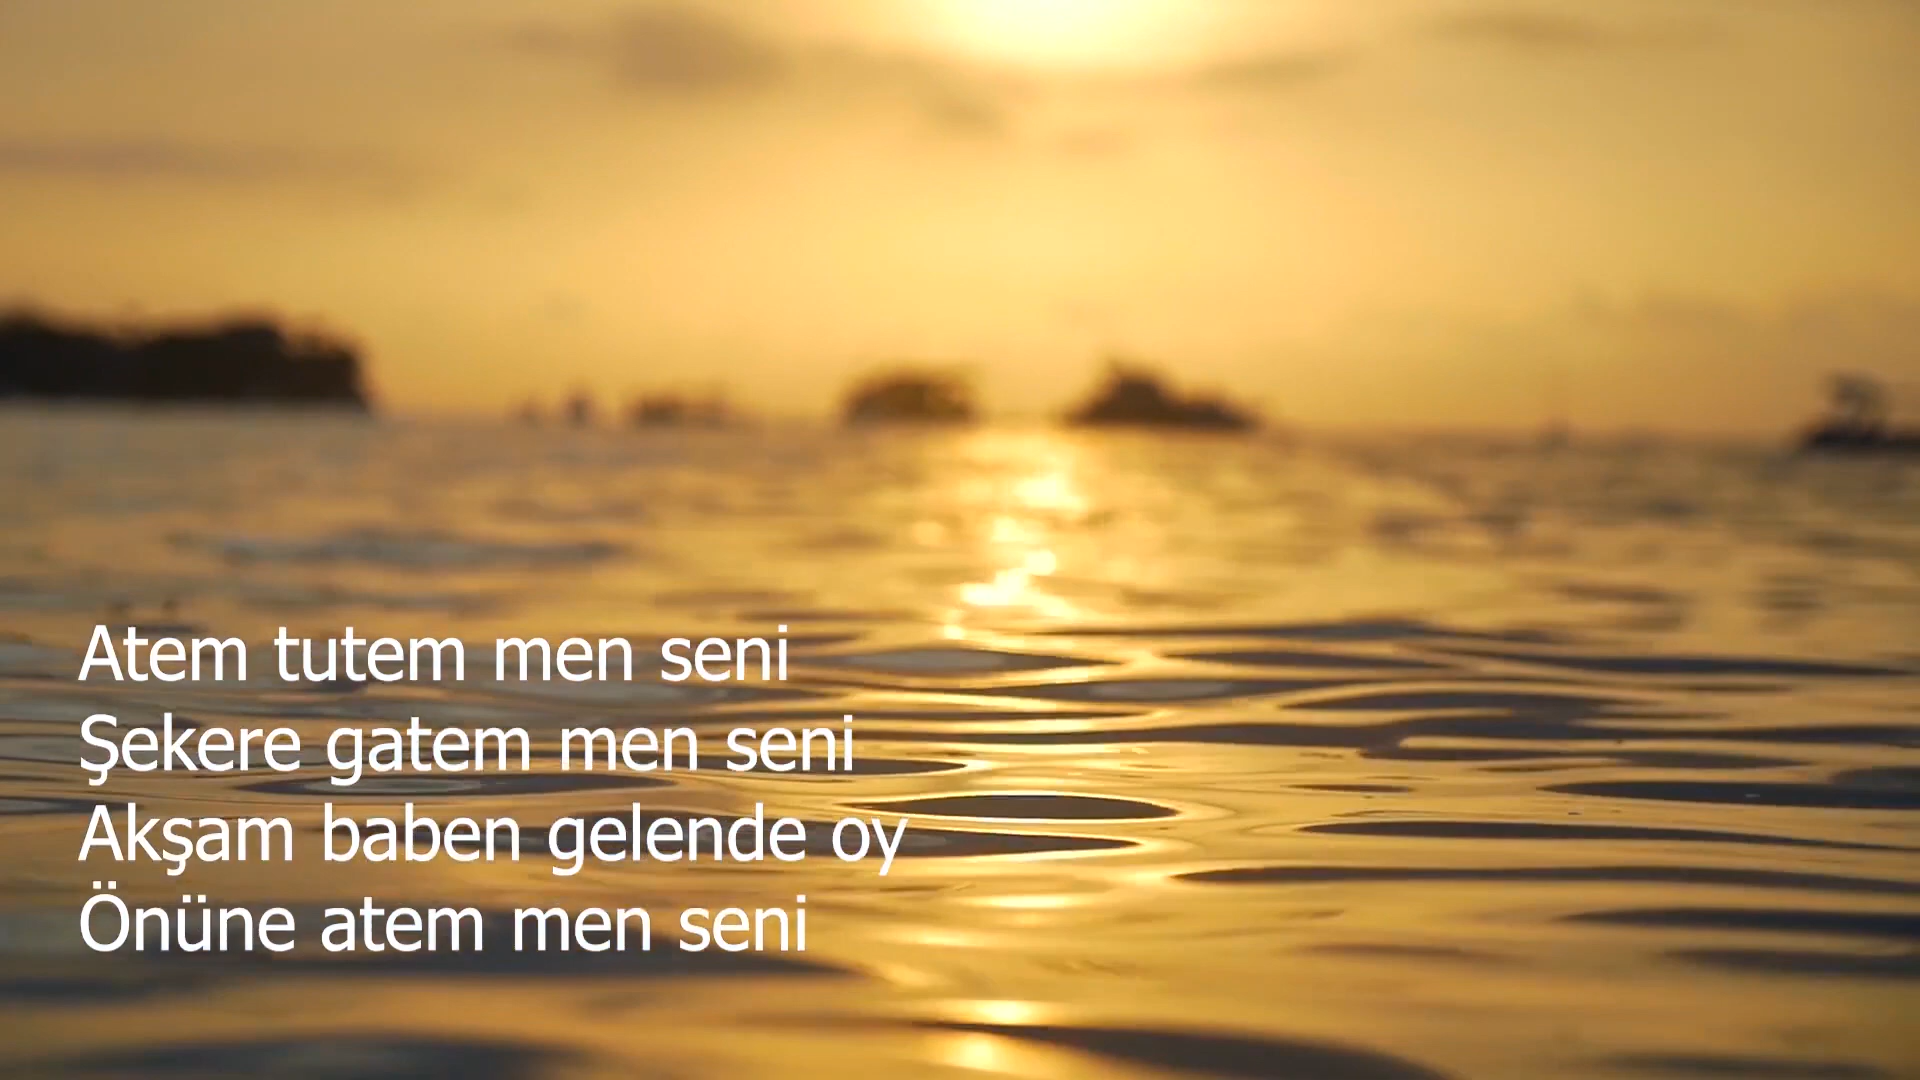 Atem tutem men seni
Şekere gatem men seni
Akşam baben gelende oy
Önüne atem men seni